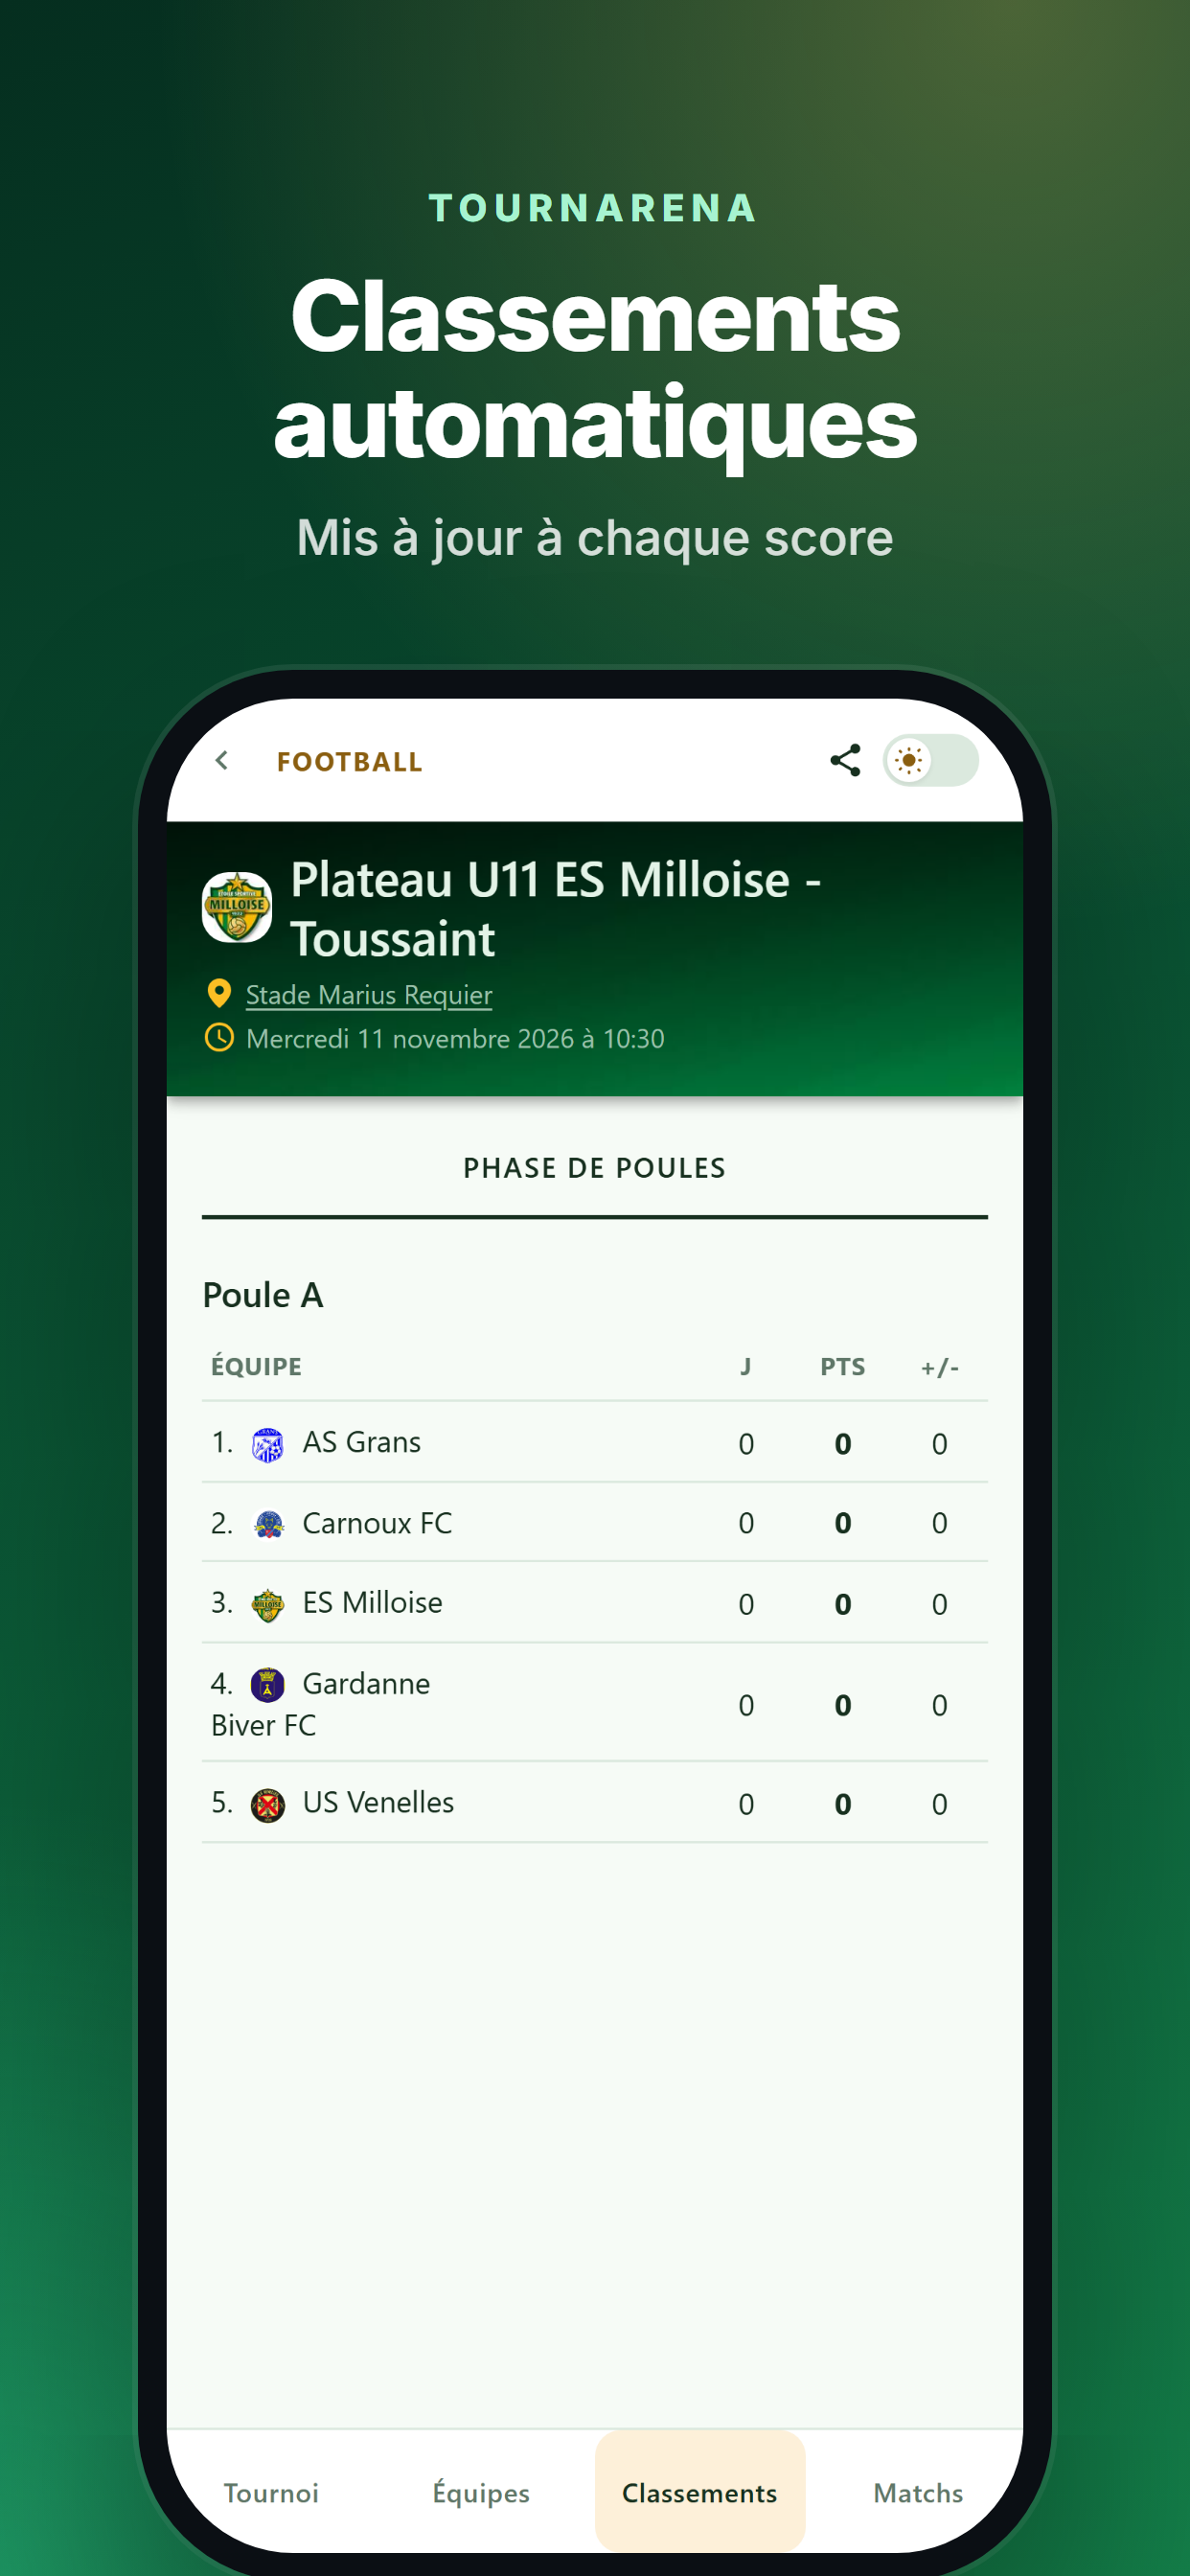 TOURNARENA
Classements
automatiques
Mis à jour à chaque score
FOOTBALL
MILLOISE
Plateau U11 ES Milloise -
Toussaint
Stade Marius Requier
Mercredi 11 novembre 2026 à 10:30
PHASE DE POULES
Poule A
ÉQUIPE J PTS +/-
1. AS Grans 0 0 0
2. Carnoux FC 0 0 0
3. ES Milloise 0 0 0
4. Gardanne
Biver FC 0 0 0
5. US Venelles 0 0 0
Tournoi Équipes Classements Matchs